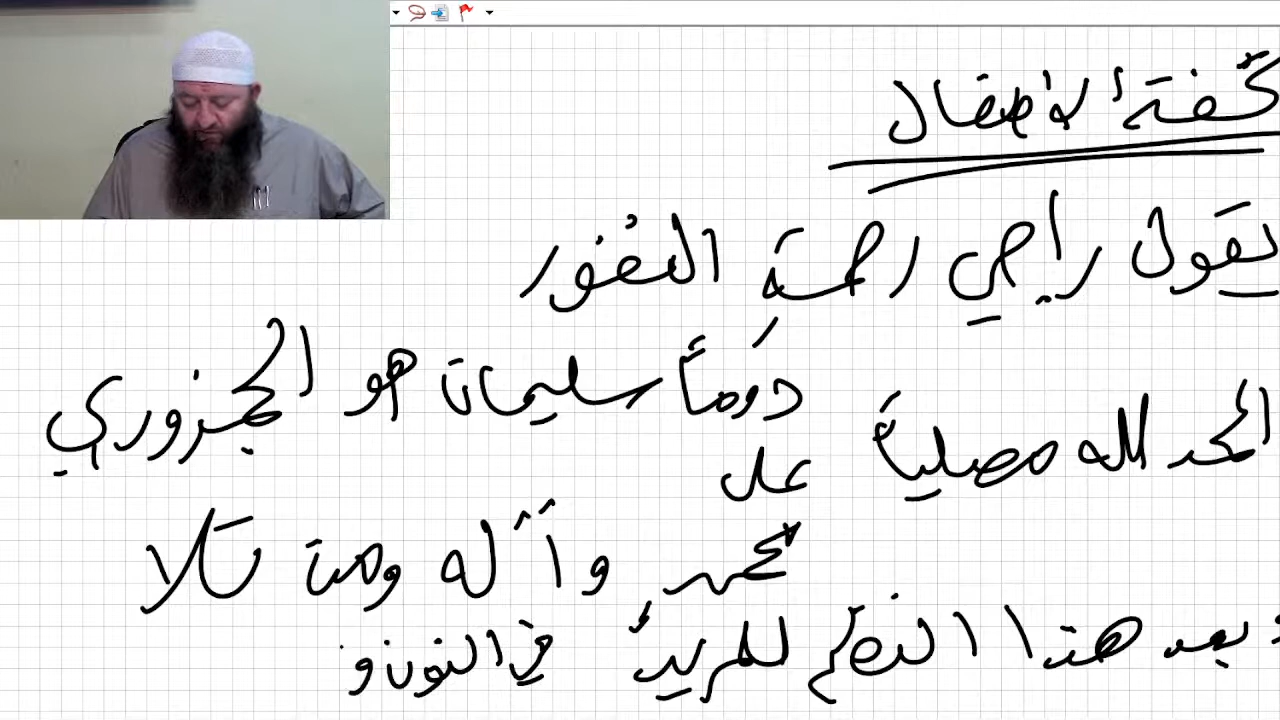 تحفةُ الأطفال
يقول راجي رحمةِ الغفور
دَوماً سليمان هو الجمزوري
الحمد لله مصلياً على
محمدٍ وآله ومن تلا
وبعد هذا النظم للمريدِ في النون و